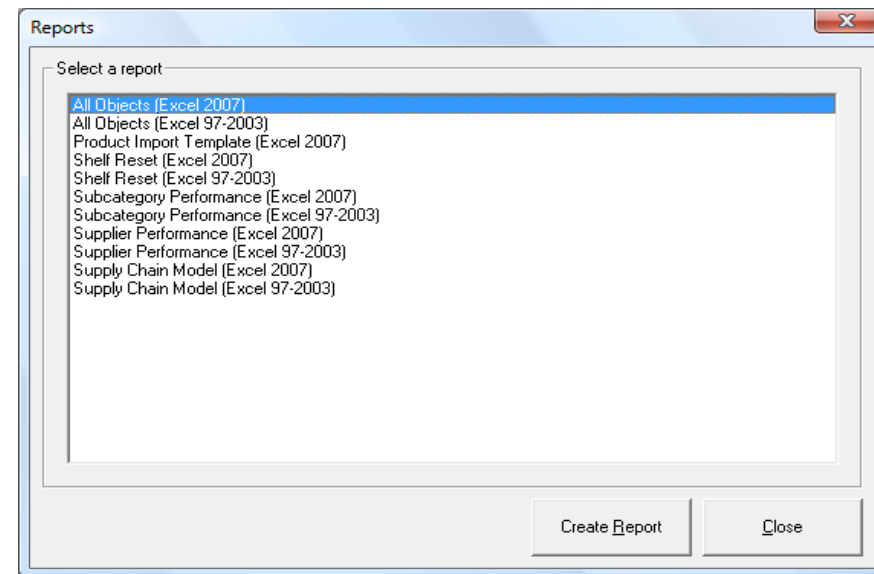 Reports
Select a report
All Objects (Excel 2007)
All Objects (Excel 97-2003)
Product Import Template (Excel 2007)
Shelf Reset (Excel 2007)
Shelf Reset (Excel 97-2003)
Subcategory Performance (Excel 2007)
Subcategory Performance (Excel 97-2003)
Supplier Performance (Excel 2007)
Supplier Performance (Excel 97-2003)
Supply Chain Model (Excel 2007)
Supply Chain Model (Excel 97-2003)
Create Report
Close